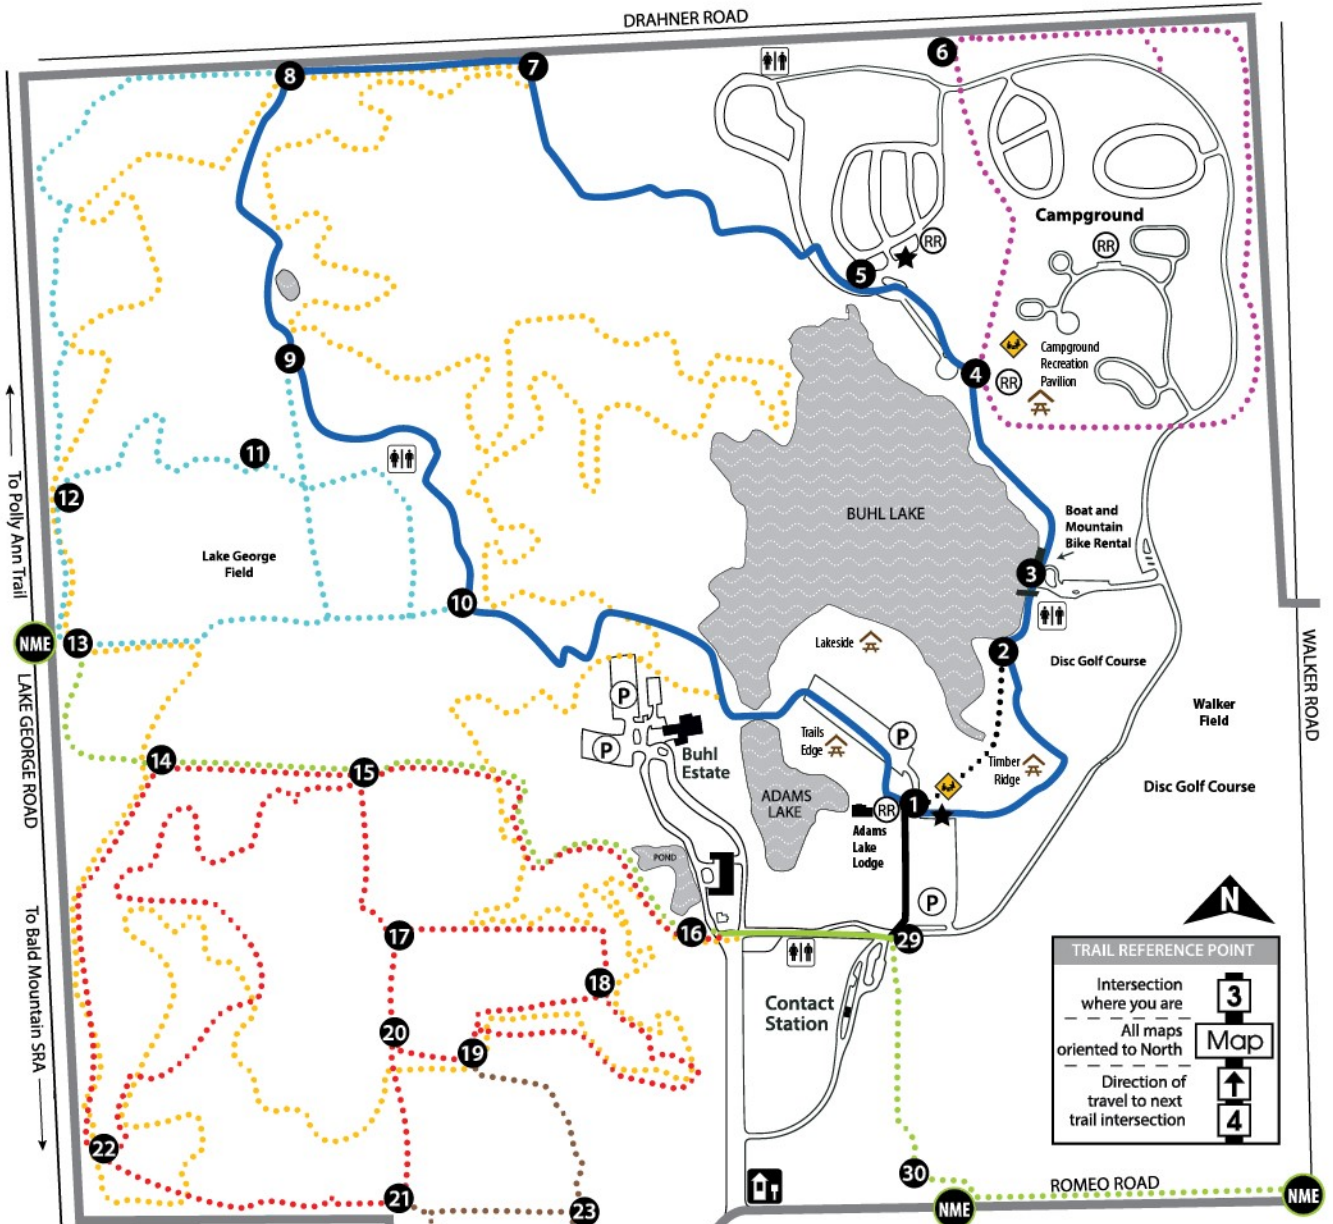 DRAHNER ROAD
8
7
6
Campground
RR
RR
5
9
4
Campground
Recreation
Pavilion
RR
To Polly Ann Trail
11
12
BUHL LAKE
Boat and
Mountain
Bike Rental
Lake George
Field
3
10
NME
13
Lakeside
2
Disc Golf Course
WALKER ROAD
LAKE GEORGE ROAD
P
P
Buhl
Estate
P
Trails
Edge
Timber
Ridge
Walker
Field
Disc Golf Course
14
15
ADAMS
LAKE
RR
1
Adams
Lake
Lodge
POND
P
N
To Bald Mountain SRA
17
16
29
18
Contact
Station
20
19
TRAIL REFERENCE POINT
Intersection
where you are
3
All maps
oriented to North
Map
Direction of
travel to next
trail intersection
4
22
21
23
30
ROMEO ROAD
NME
NME